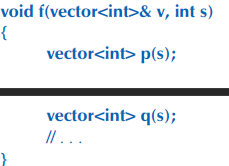 void f(vector<int>& v, int s)
{
vector<int> p(s);
vector<int> q(s);
// . . .
}